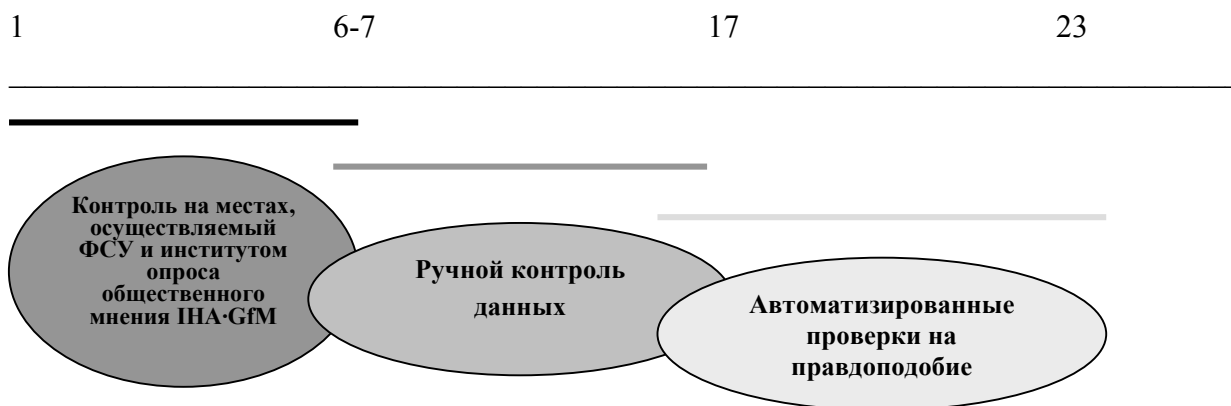 1 6-7 17 23
Контроль на местах,
осуществляемый
ФСУ и институтом
опроса
общественного
мнения IHA·GfM
Ручной контроль
данных
Автоматизированные
проверки на
правдоподобие